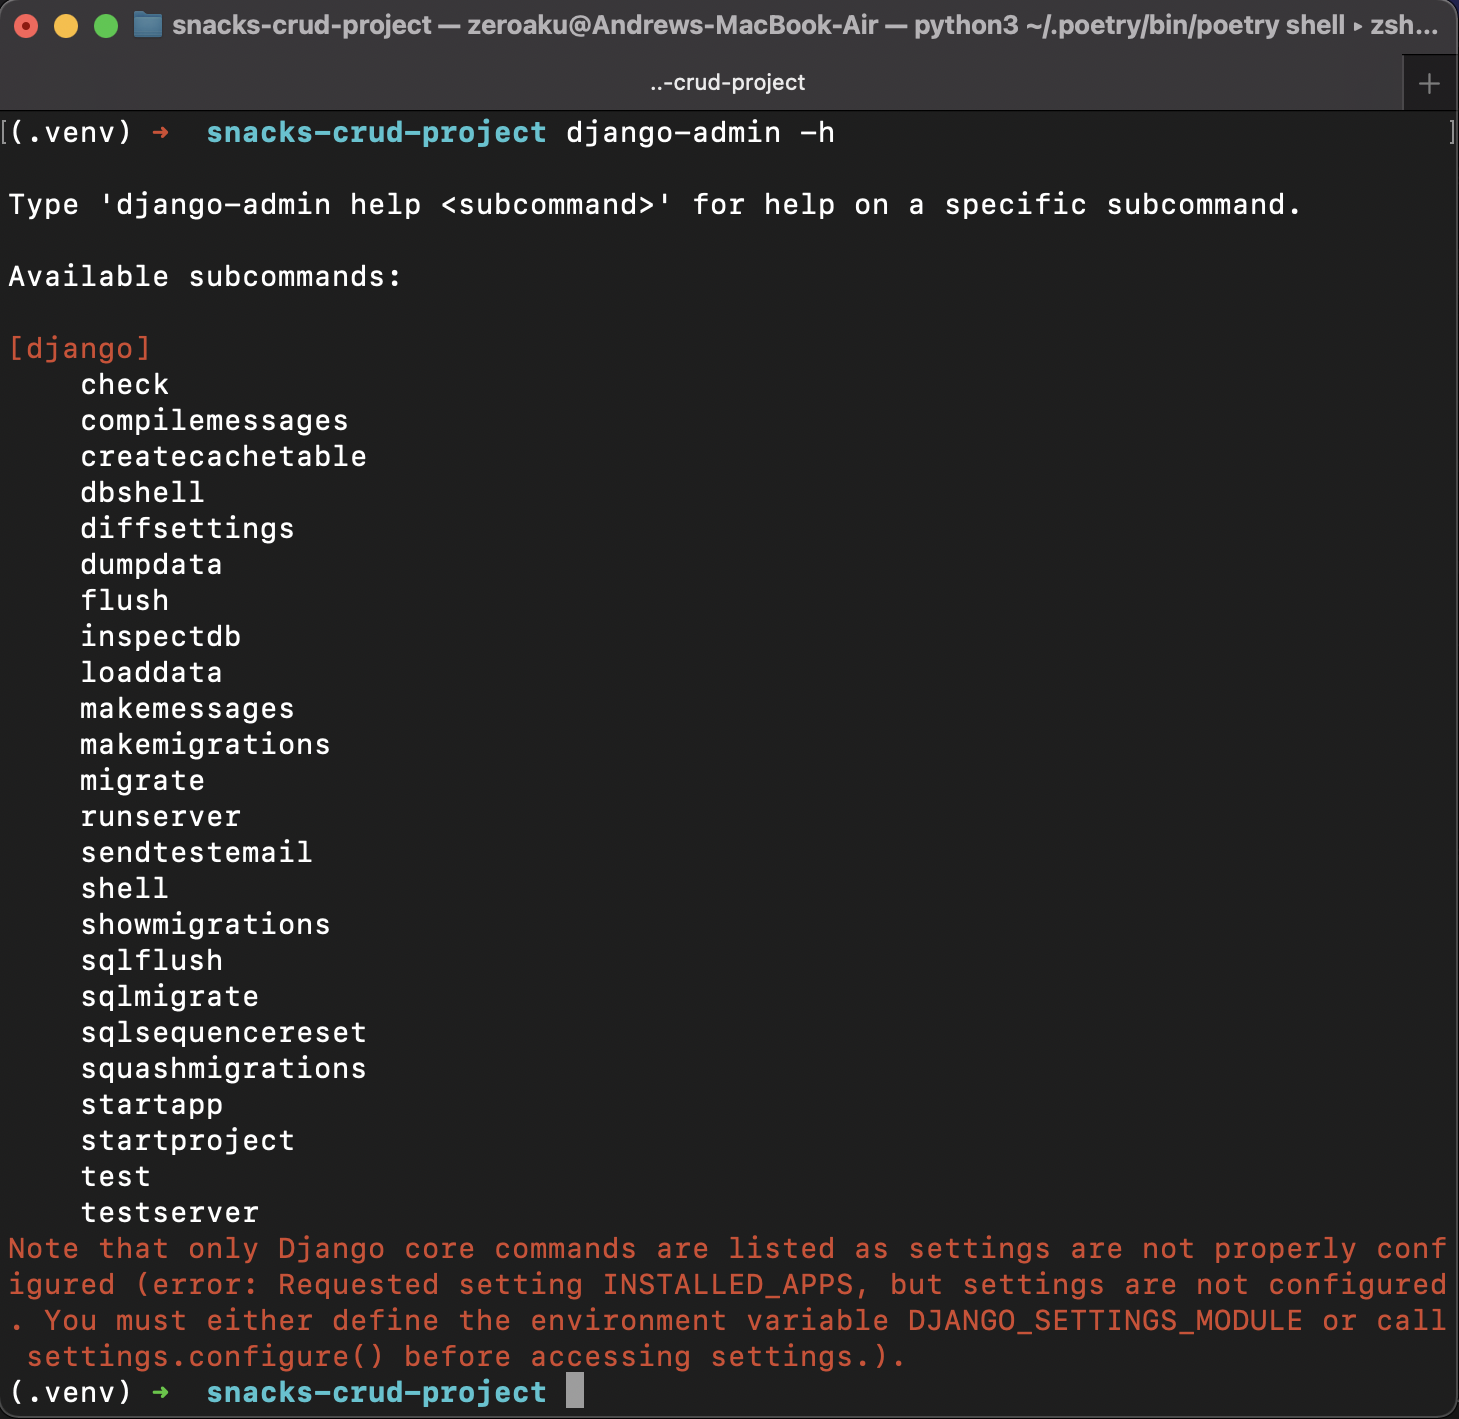 snacks-crud-project — zeroaku@Andrews-MacBook-Air — python3 ~/.poetry/bin/poetry shell ▸ zsh...
..-crud-project
[(.venv) ➜  snacks-crud-project django-admin -h ]
Type 'django-admin help <subcommand>' for help on a specific subcommand.
Available subcommands:
[django]
    check
    compilemessages
    createcachetable
    dbshell
    diffsettings
    dumpdata
    flush
    inspectdb
    loaddata
    makemessages
    makemigrations
    migrate
    runserver
    sendtestemail
    shell
    showmigrations
    sqlflush
    sqlmigrate
    sqlsequencereset
    squashmigrations
    startapp
    startproject
    test
    testserver
Note that only Django core commands are listed as settings are not properly conf
igured (error: Requested setting INSTALLED_APPS, but settings are not configured
. You must either define the environment variable DJANGO_SETTINGS_MODULE or call
 settings.configure() before accessing settings.).
(.venv) ➜  snacks-crud-project